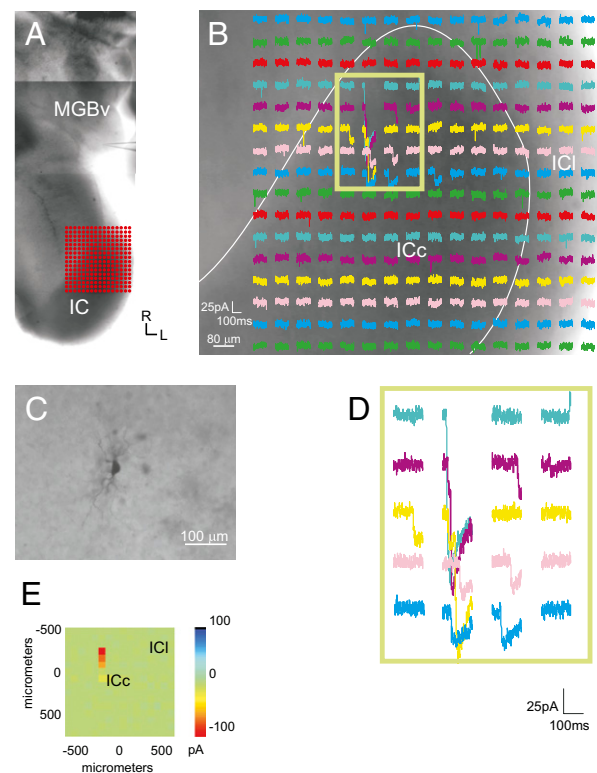 A
MGBv
IC
R
L
B
ICl
ICc
25pA
100ms
80 µm
C
100 µm
D
25pA
100ms
E
-500
0
500
micrometers
ICl
ICc
100
0
-100
pA
-500 0 500
micrometers